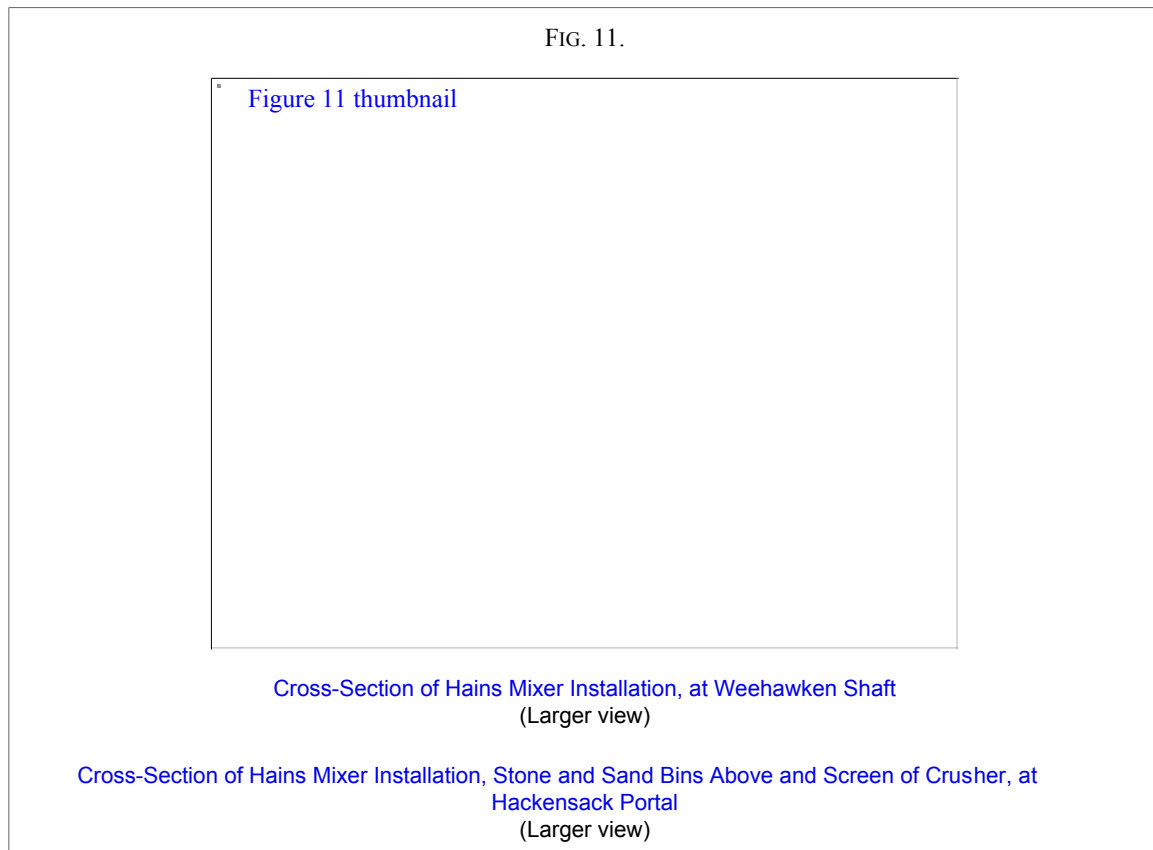 FIG. 11.
Figure 11 thumbnail
Cross-Section of Hains Mixer Installation, at Weehawken Shaft
(Larger view)
Cross-Section of Hains Mixer Installation, Stone and Sand Bins Above and Screen of Crusher, at
Hackensack Portal
(Larger view)